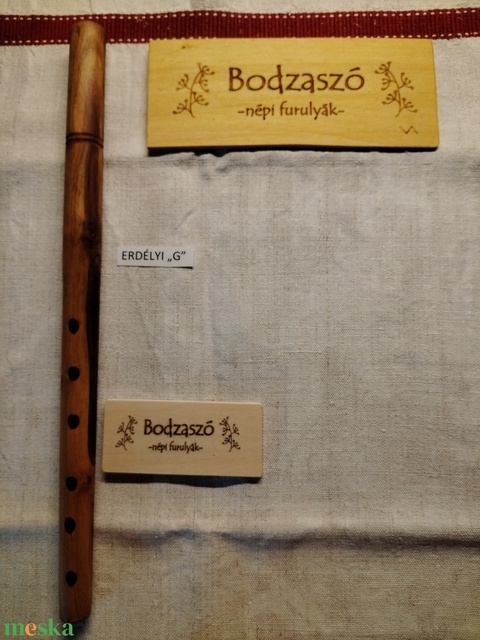 Bodzaszó
-népi furulyák-
ERDÉLYI „G”
Bodzaszó
-népi furulyák-
meska